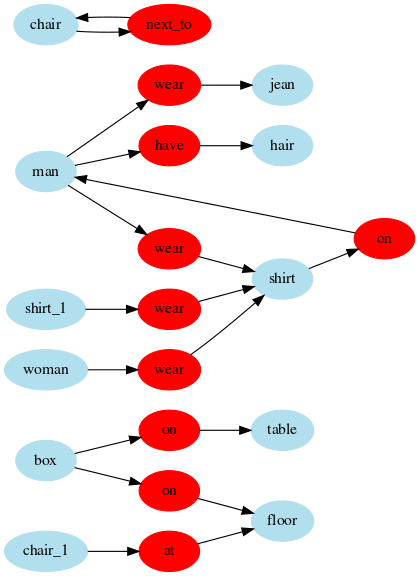 chair next_to
wear jean
have hair
man
on
wear
shirt
shirt_1 wear
woman wear
on table
box
on
floor
chair_1 at